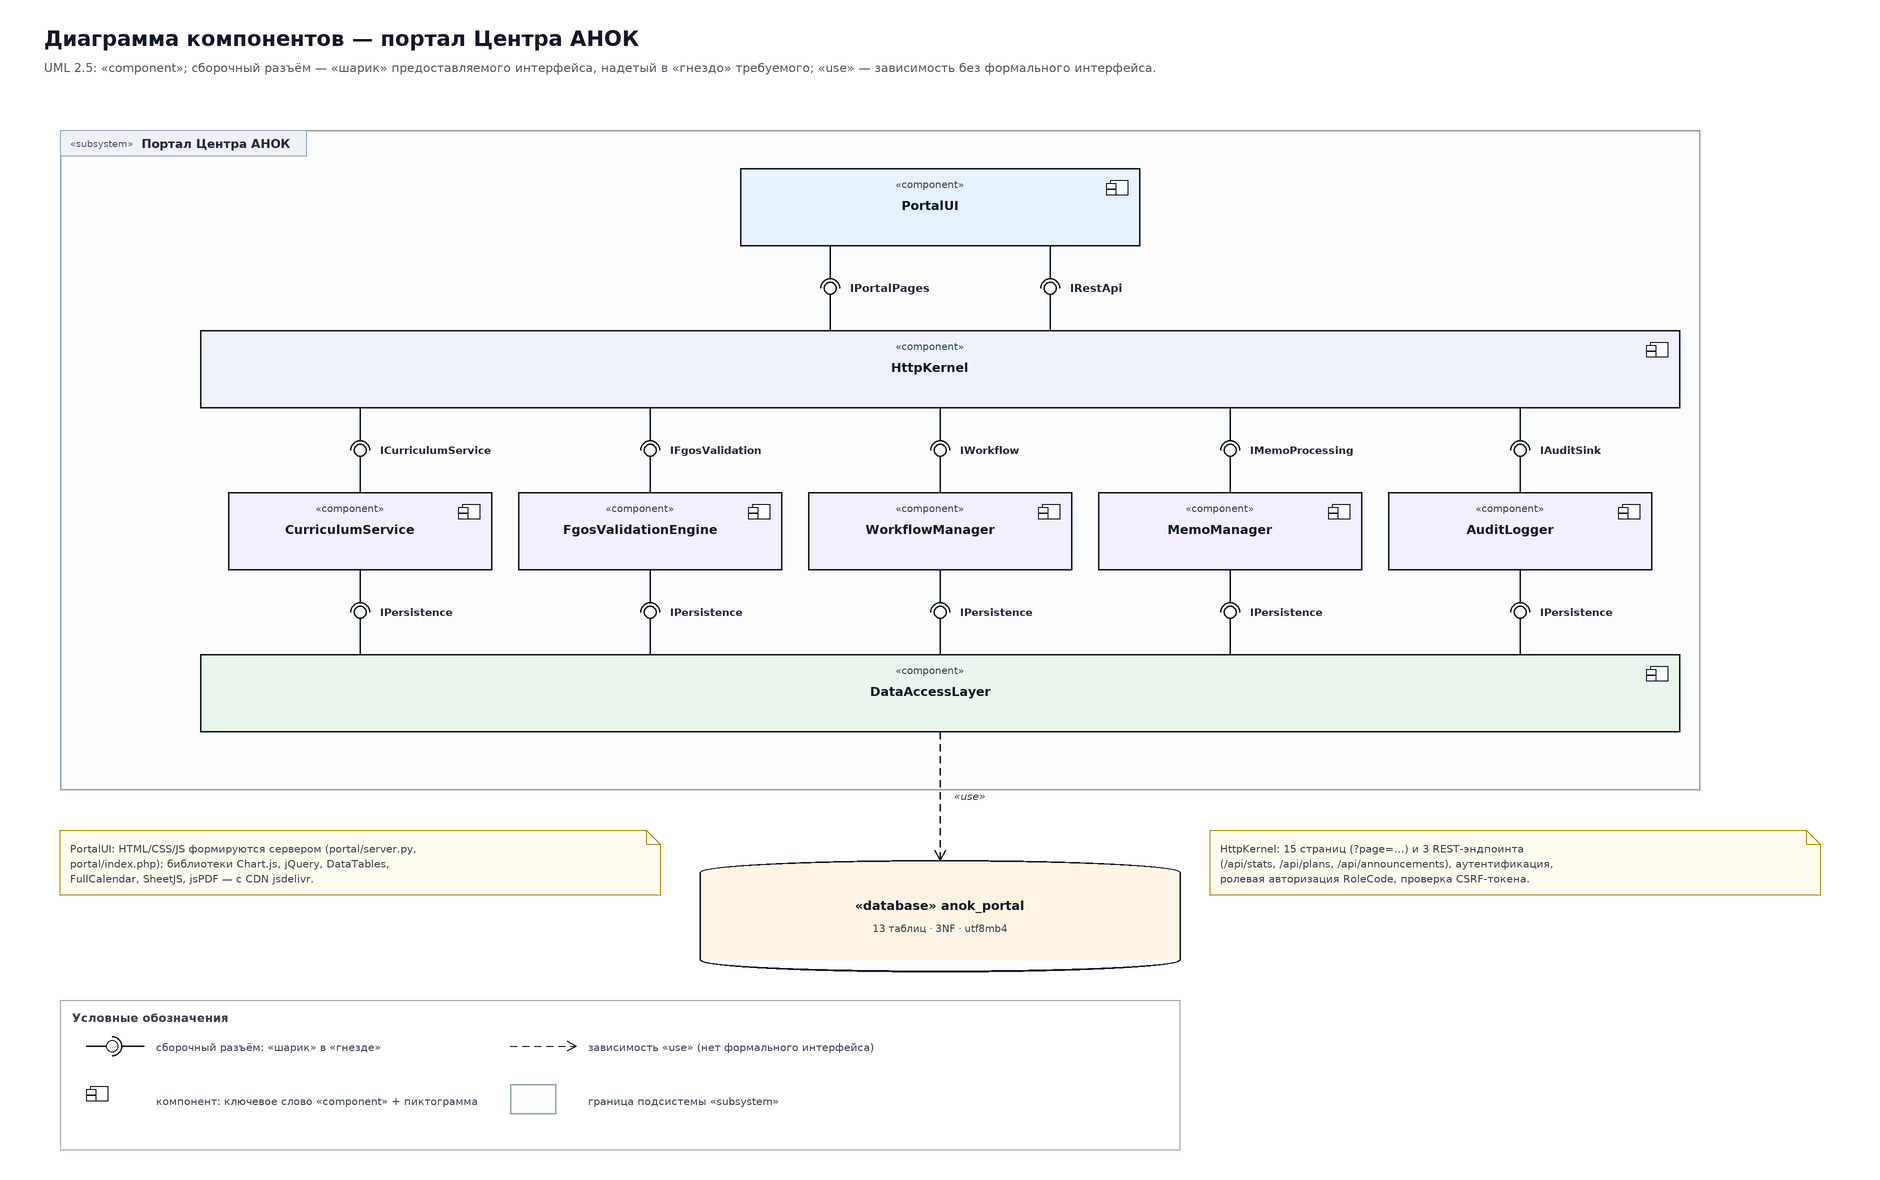 Диаграмма компонентов — портал Центра АНОК
UML 2.5: «component»; сборочный разъём — «шарик» предоставляемого интерфейса, надетый в «гнездо» требуемого; «use» — зависимость без формального интерфейса.
«subsystem» Портал Центра АНОК
«component»
PortalUI
IPortalPages
IRestApi
«component»
HttpKernel
ICurriculumService
IFgosValidation
IWorkflow
IMemoProcessing
IAuditSink
«component»
CurriculumService
«component»
FgosValidationEngine
«component»
WorkflowManager
«component»
MemoManager
«component»
AuditLogger
IPersistence
IPersistence
IPersistence
IPersistence
IPersistence
«component»
DataAccessLayer
«use»
PortalUI: HTML/CSS/JS формируются сервером (portal/server.py,
portal/index.php); библиотеки Chart.js, jQuery, DataTables,
FullCalendar, SheetJS, jsPDF — с CDN jsdelivr.
HttpKernel: 15 страниц (?page=…) и 3 REST-эндпоинта
(/api/stats, /api/plans, /api/announcements), аутентификация,
ролевая авторизация RoleCode, проверка CSRF-токена.
«database» anok_portal
13 таблиц · 3NF · utf8mb4
Условные обозначения
сборочный разъём: «шарик» в «гнезде»
зависимость «use» (нет формального интерфейса)
компонент: ключевое слово «component» + пиктограмма
граница подсистемы «subsystem»